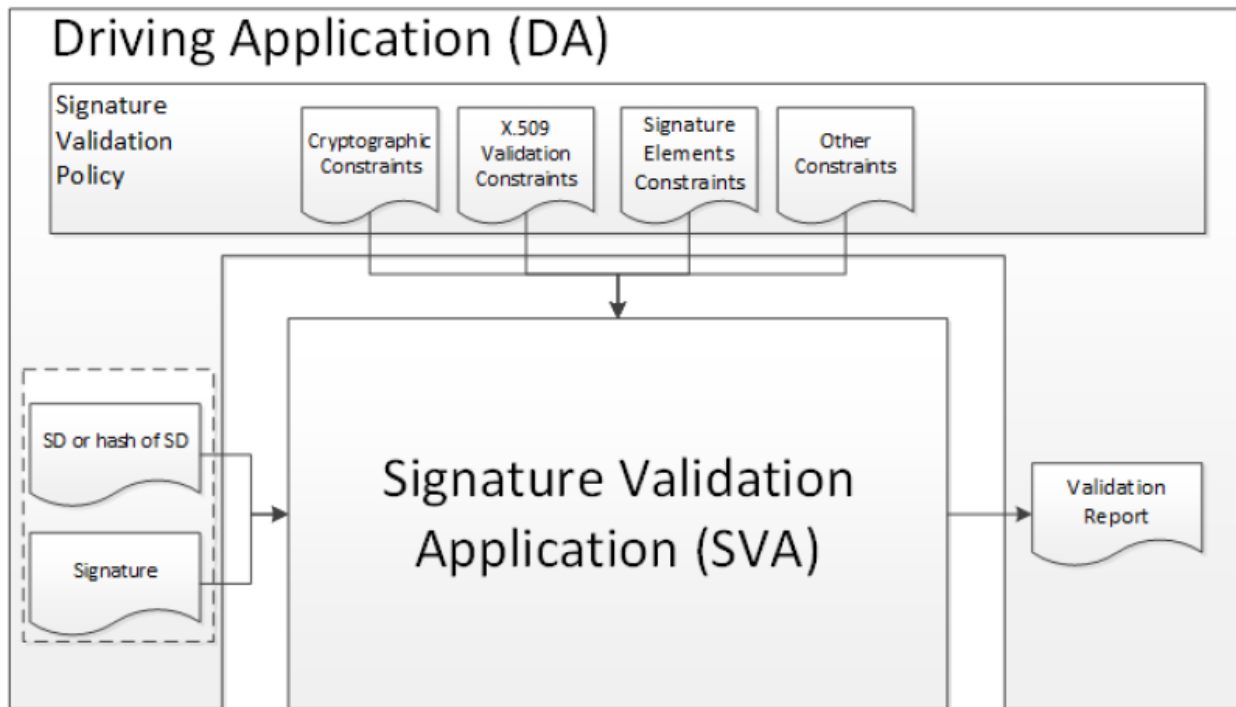 Driving Application (DA)
Signature
Validation
Policy
Cryptographic
Constraints
X.509
Validation
Constraints
Signature
Elements
Constraints
Other
Constraints
SD or hash of SD
Signature
Signature Validation
Application (SVA)
Validation
Report